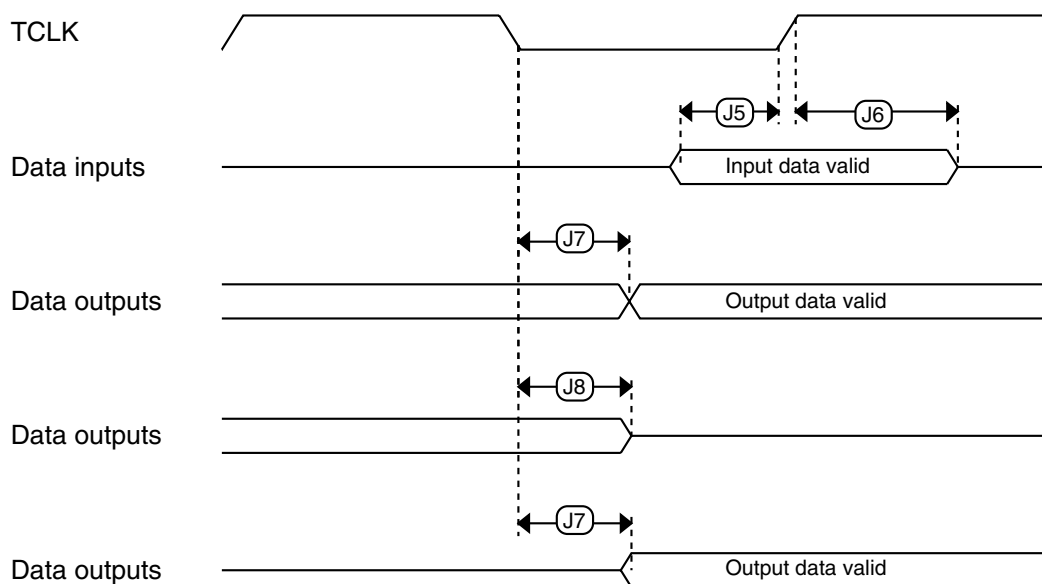 TCLK
J5
J6
Data inputs
Input data valid
J7
Data outputs
Output data valid
J8
Data outputs
J7
Data outputs
Output data valid